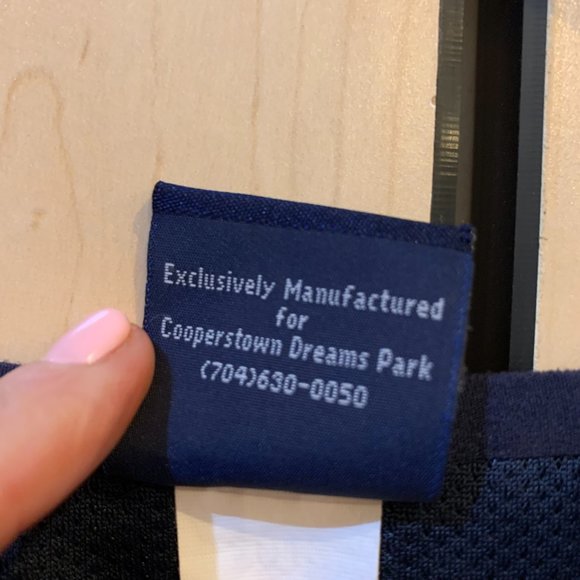 Exclusively Manufactured
for
Cooperstown Dreams Park
(704)630-0050